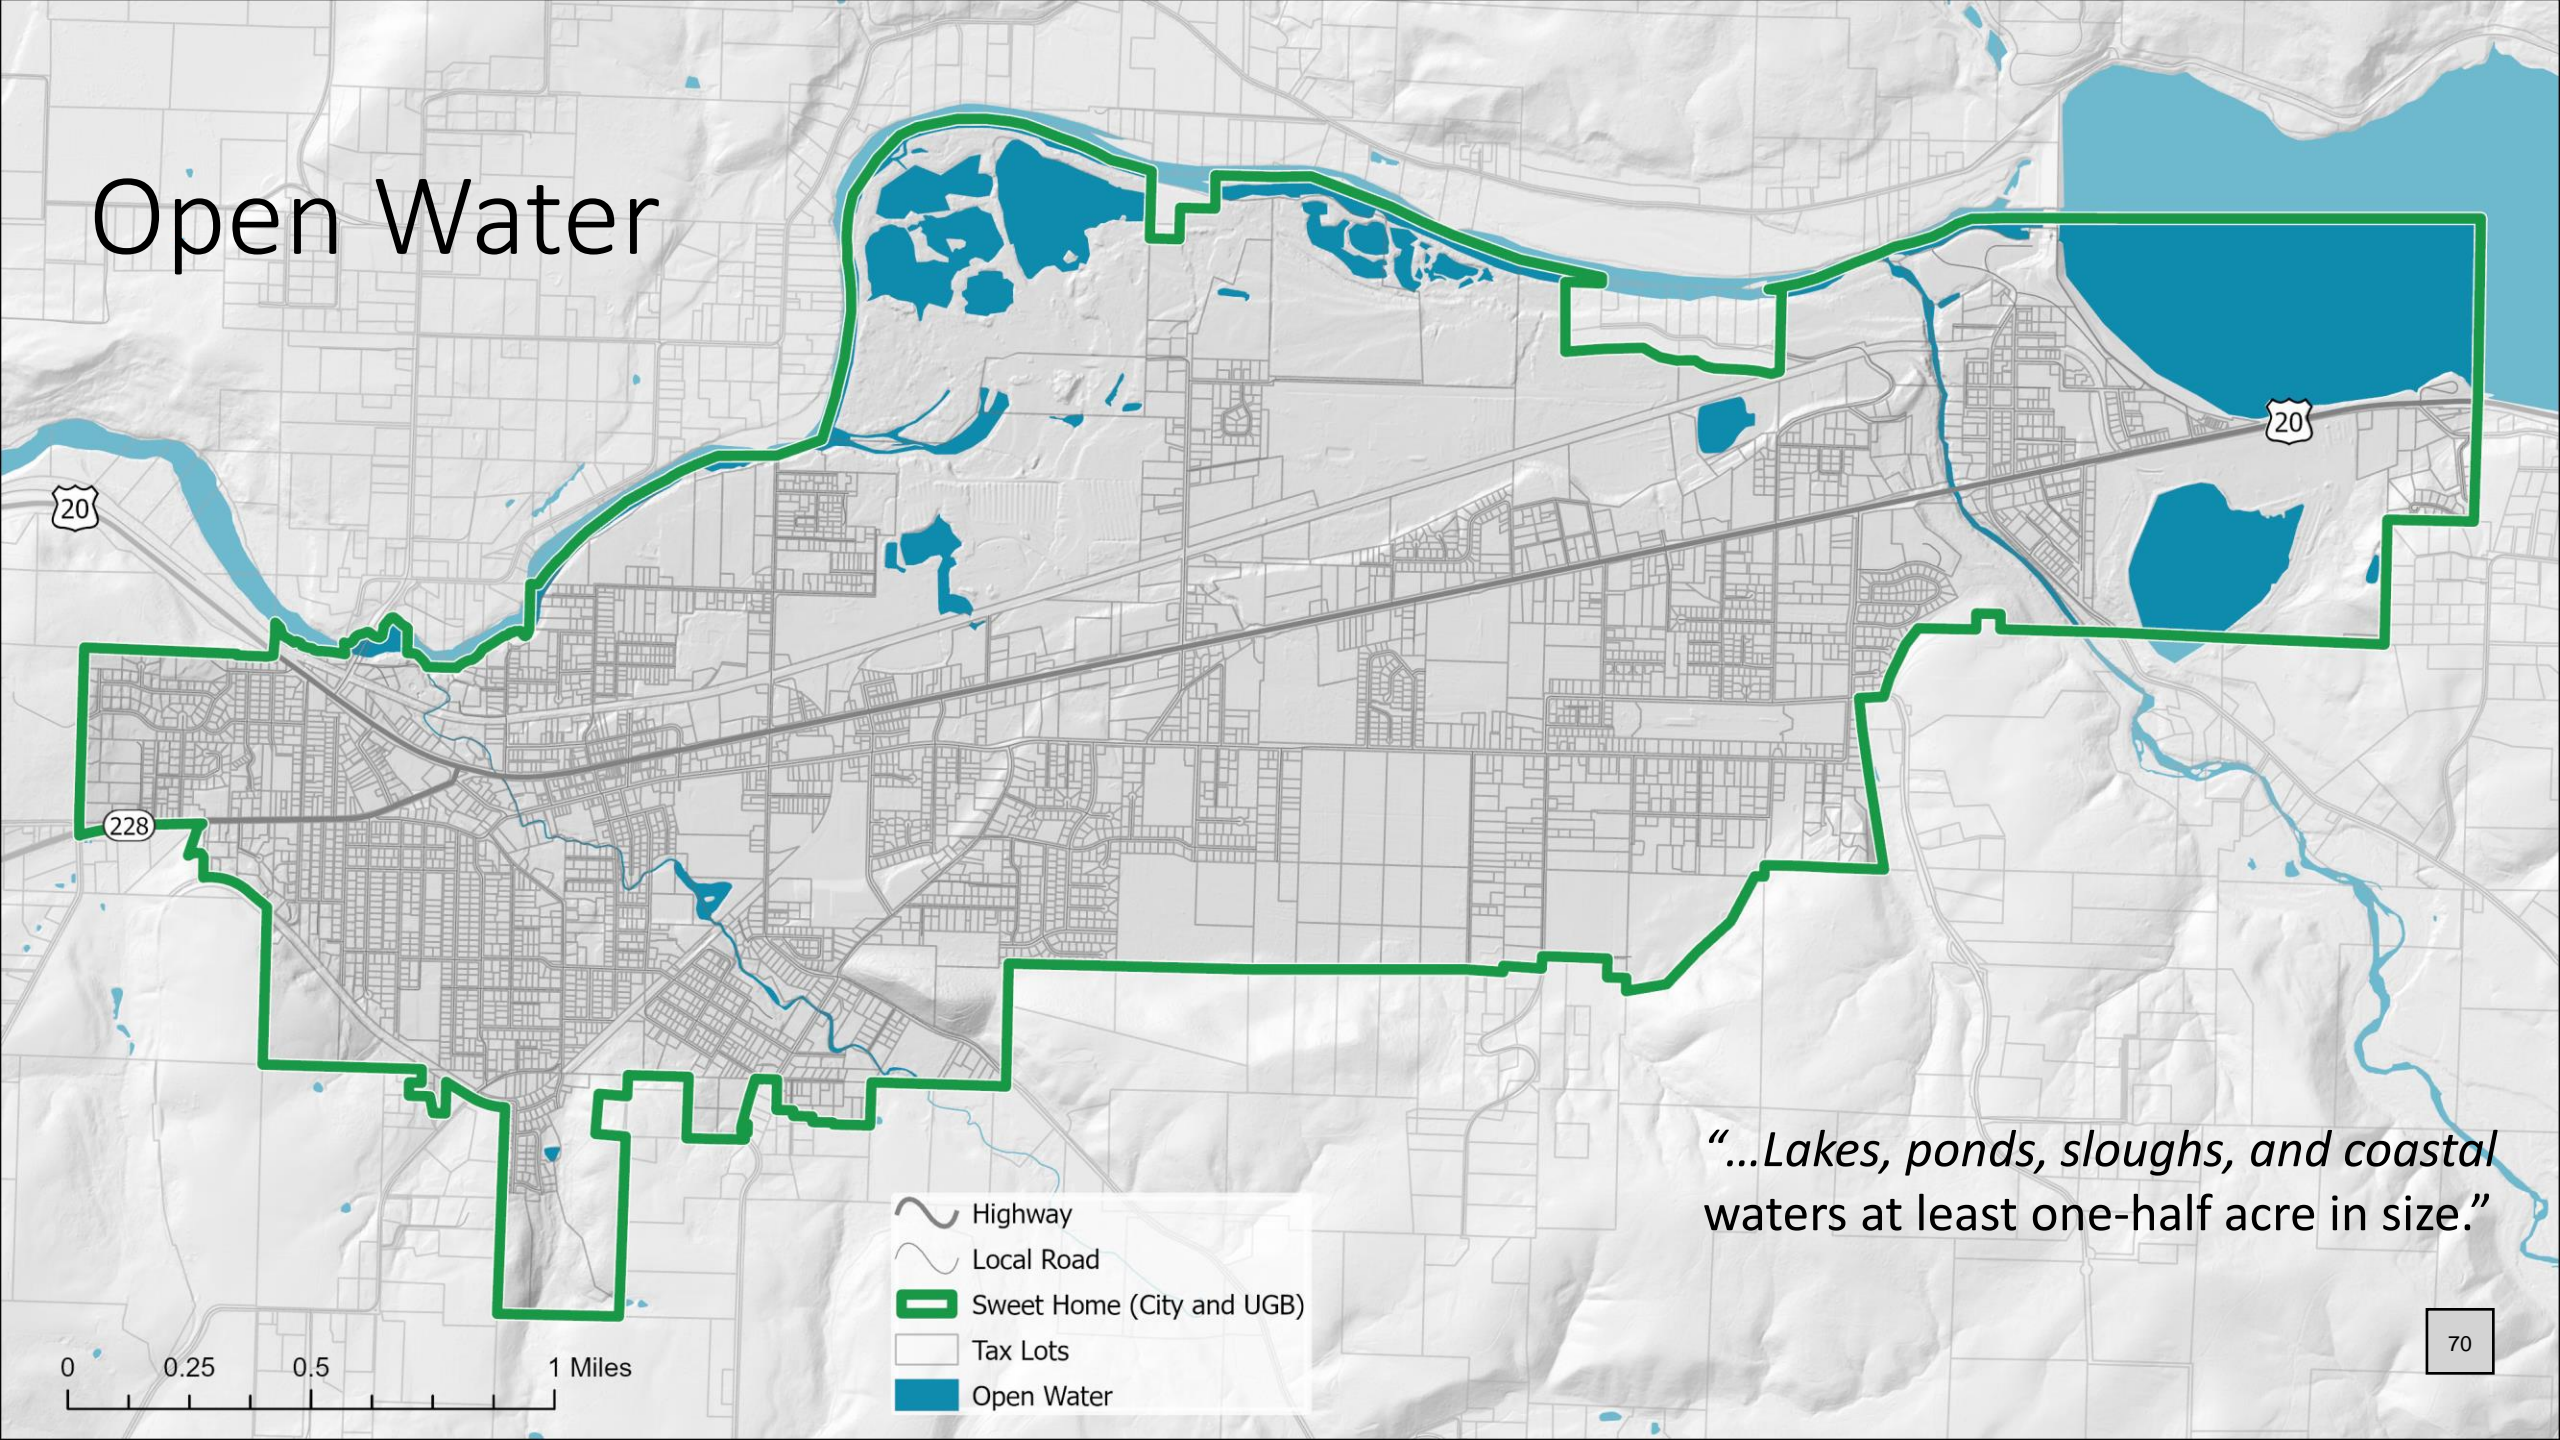 Open Water
20
20
228
“…Lakes, ponds, sloughs, and coastal
waters at least one-half acre in size.”
Highway
Local Road
Sweet Home (City and UGB)
Tax Lots
Open Water
0 0.25 0.5 1 Miles
70